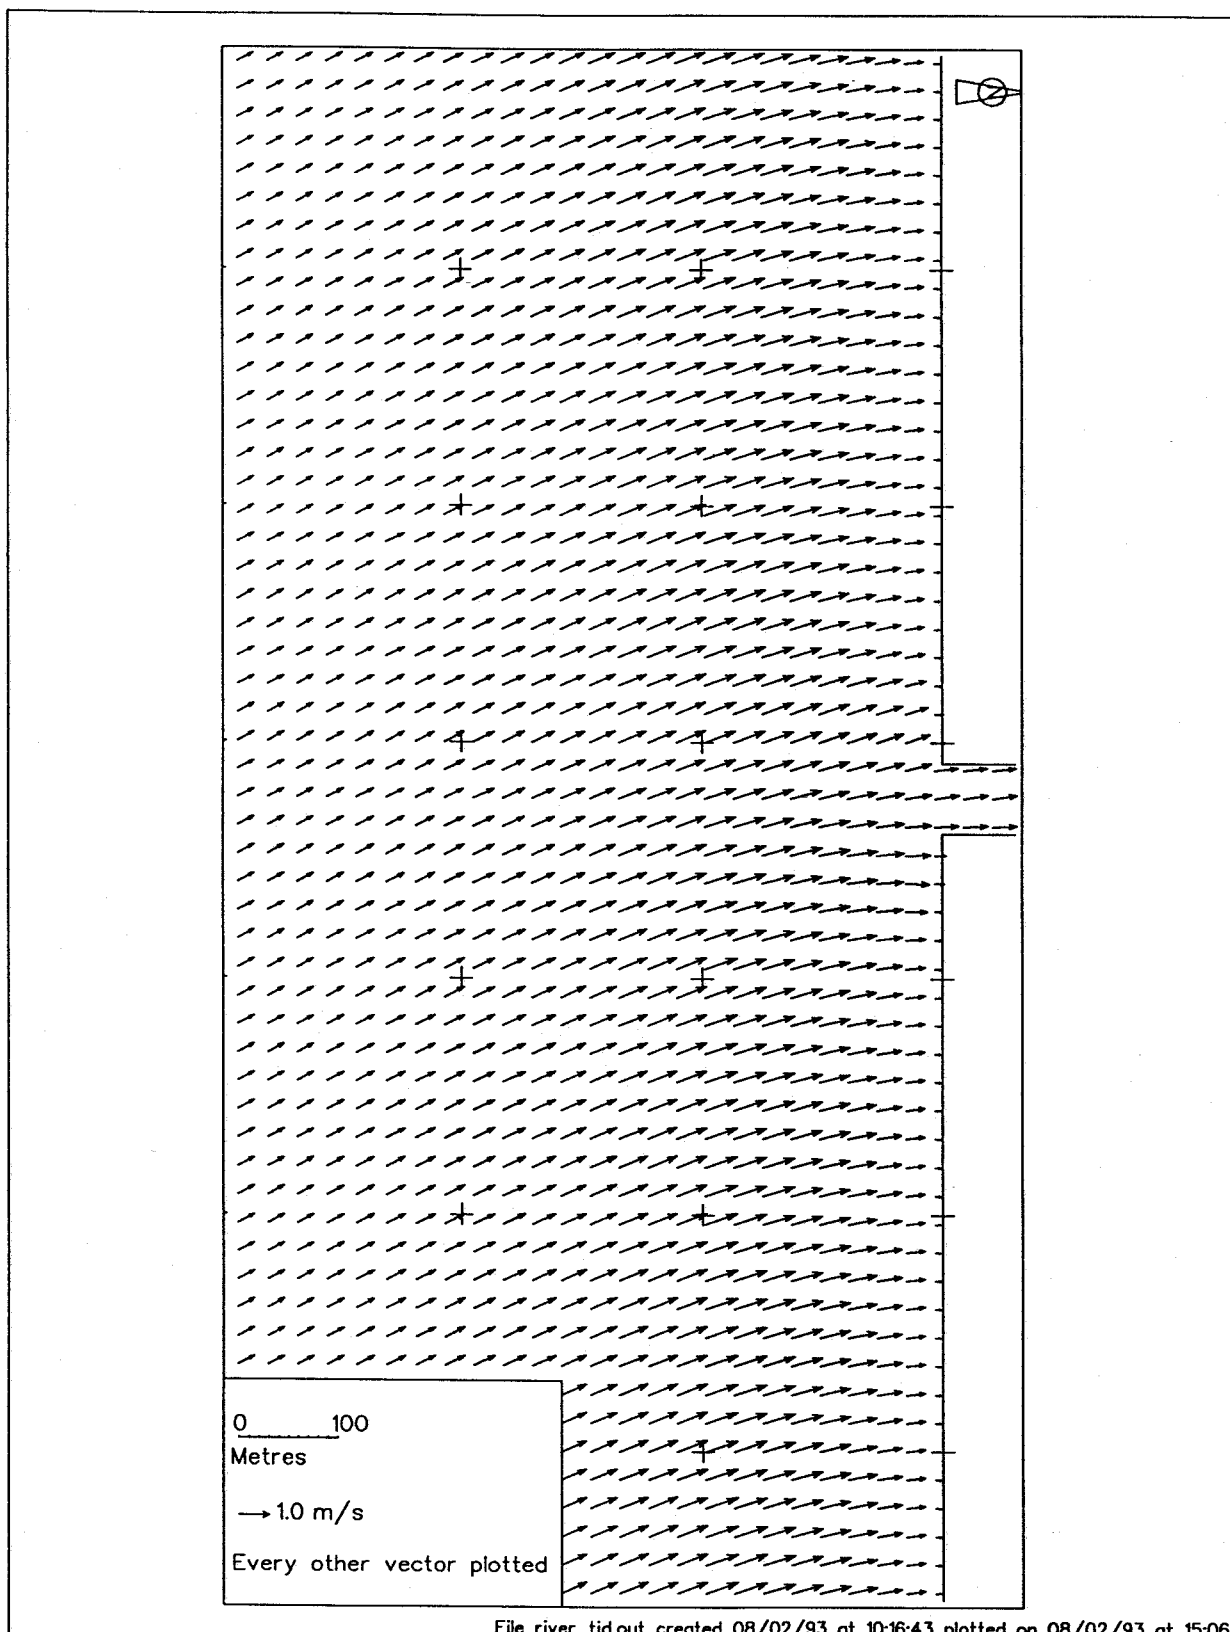 N
0 100
Metres
1.0 m/s
Every other vector plotted
File river_tid.out created 08/02/93 at 10:16:43 plotted on 08/02/93 at 15:06